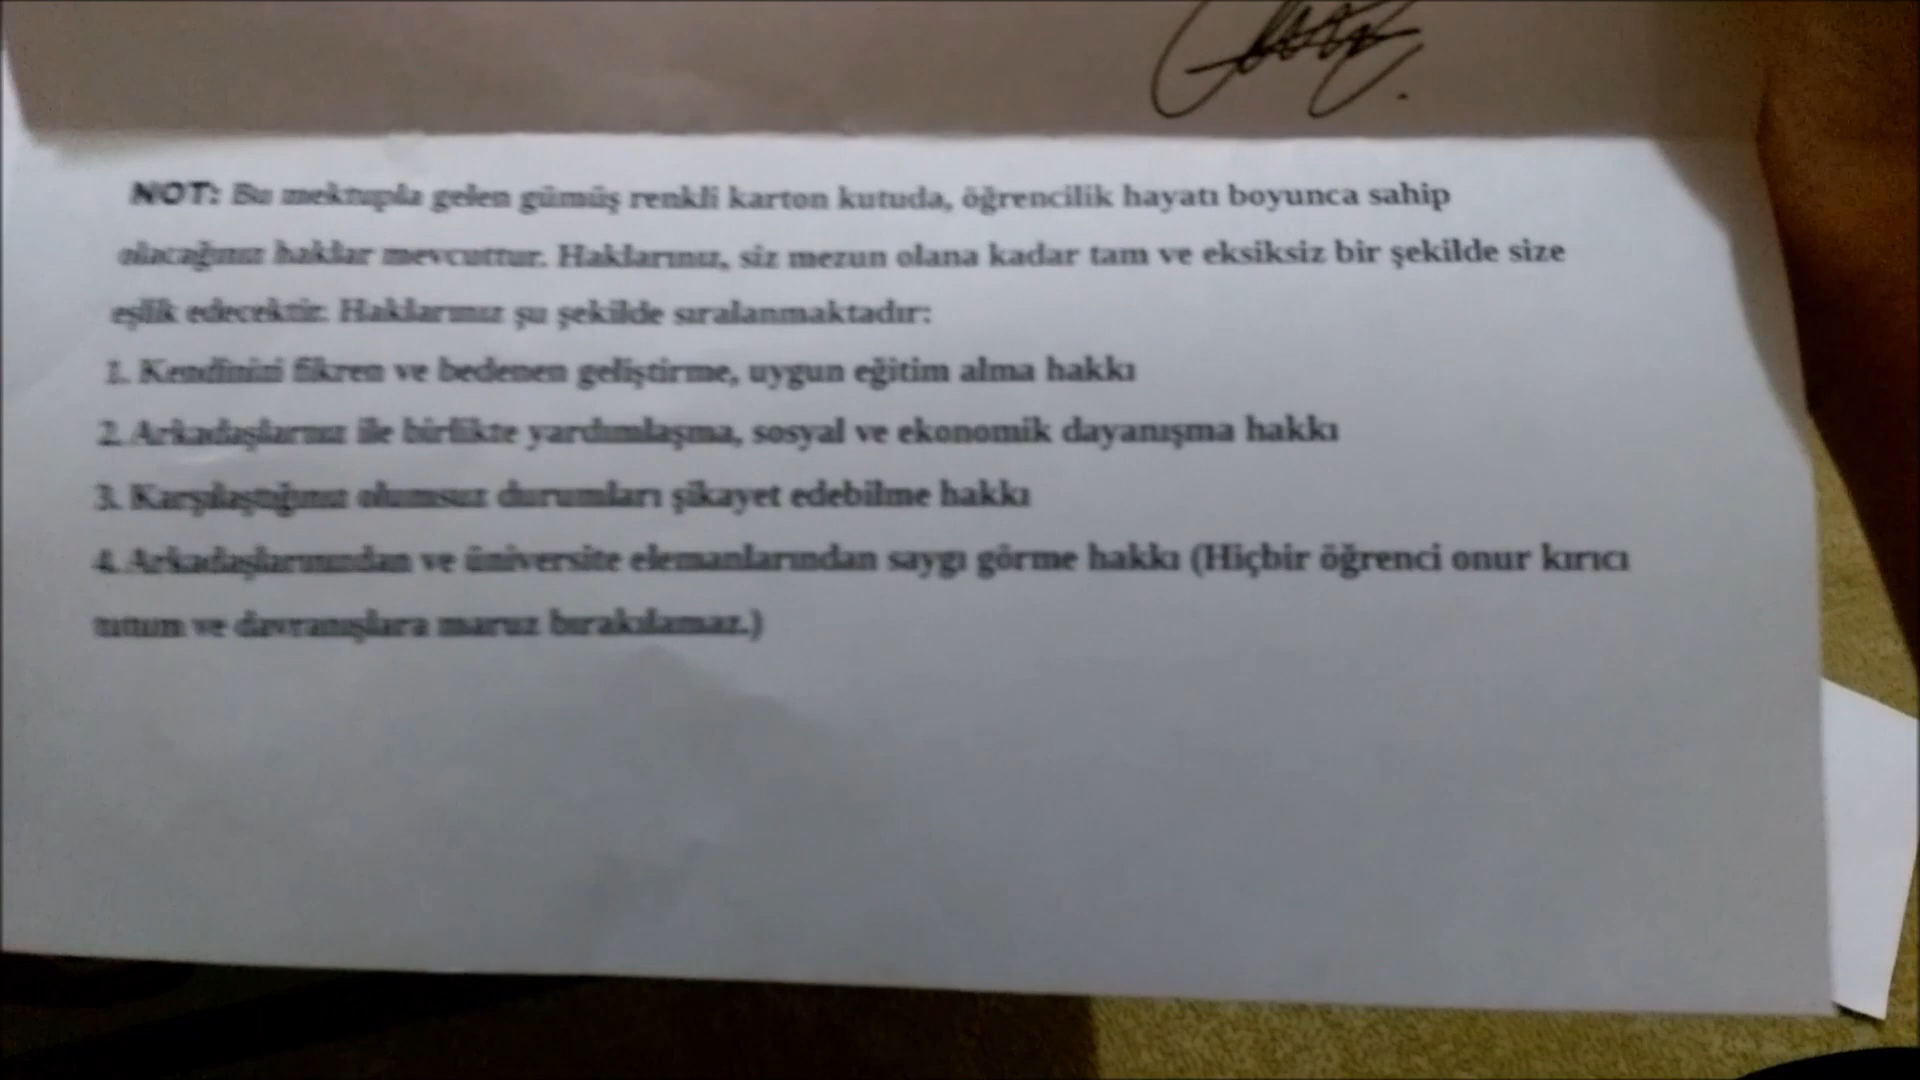 NOT: Bu mektupla gelen gümüş renkli karton kutuda, öğrencilik hayatı boyunca sahip
olacağınız haklar mevcuttur. Haklarınız, siz mezun olana kadar tam ve eksiksiz bir şekilde size
eşlik edecektir. Haklarınız şu şekilde sıralanmaktadır:
1. Kendinizi fikren ve bedenen geliştirme, uygun eğitim alma hakkı
2. Arkadaşlarınız ile birlikte yardımlaşma, sosyal ve ekonomik dayanışma hakkı
3. Karşılaştığınız olumsuz durumları şikayet edebilme hakkı
4. Arkadaşlarınızdan ve üniversite elemanlarından saygı görme hakkı (Hiçbir öğrenci onur kırıcı
tutum ve davranışlara maruz bırakılamaz.)